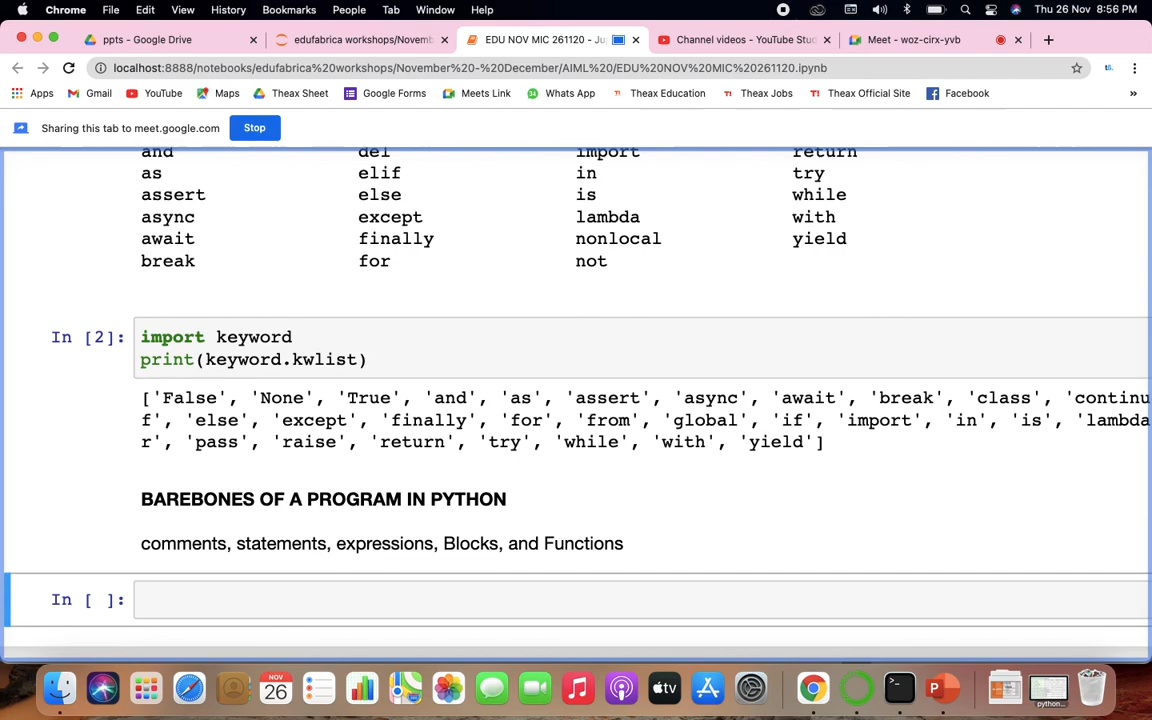 Chrome File Edit View History Bookmarks People Tab Window Help Thu 26 Nov 8:56 PM
ppts - Google Drive edufabrica workshops/Novemb EDU NOV MIC 261120 - Ju Channel videos - YouTube Stud Meet - woz-cirx-yvb
localhost:8888/notebooks/edufabrica%20workshops/November%20-%20December/AIML%20/EDU%20NOV%20MIC%20261120.ipynb
Apps Gmail YouTube Maps Theax Sheet Google Forms Meets Link Whats App Theax Education Theax Jobs Theax Official Site Facebook »
Sharing this tab to meet.google.com Stop
and del import return
as elif in try
assert else is while
async except lambda with
await finally nonlocal yield
break for not
In [2]: import keyword
print(keyword.kwlist)
['False', 'None', 'True', 'and', 'as', 'assert', 'async', 'await', 'break', 'class', 'continu
f', 'else', 'except', 'finally', 'for', 'from', 'global', 'if', 'import', 'in', 'is', 'lambda
r', 'pass', 'raise', 'return', 'try', 'while', 'with', 'yield']
BAREBONES OF A PROGRAM IN PYTHON
comments, statements, expressions, Blocks, and Functions
In [ ]:
NOV
26
tv
python...